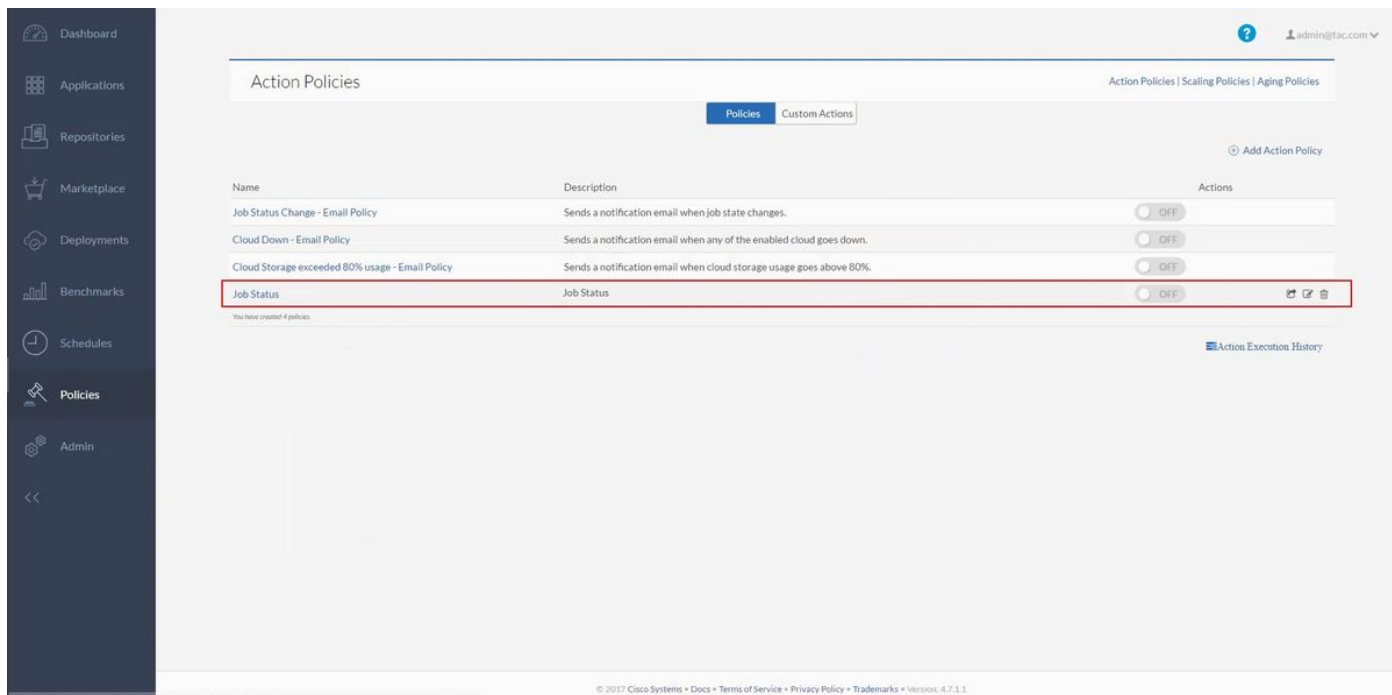 Dashboard
admin@tac.com
Applications
Action Policies
Action Policies | Scaling Policies | Aging Policies
Policies
Custom Actions
Repositories
Add Action Policy
Marketplace
Name
Description
Actions
Job Status Change - Email Policy
Sends a notification email when job state changes.
OFF
Deployments
Cloud Down - Email Policy
Sends a notification email when any of the enabled cloud goes down.
OFF
Cloud Storage exceeded 80% usage - Email Policy
Sends a notification email when cloud storage usage goes above 80%.
OFF
Benchmarks
Job Status
Job Status
OFF
You have created 4 policies.
Schedules
Action Execution History
Policies
Admin
<<
© 2017 Cisco Systems • Docs • Terms of Service • Privacy Policy • Trademarks • Version: 4.7.1.1